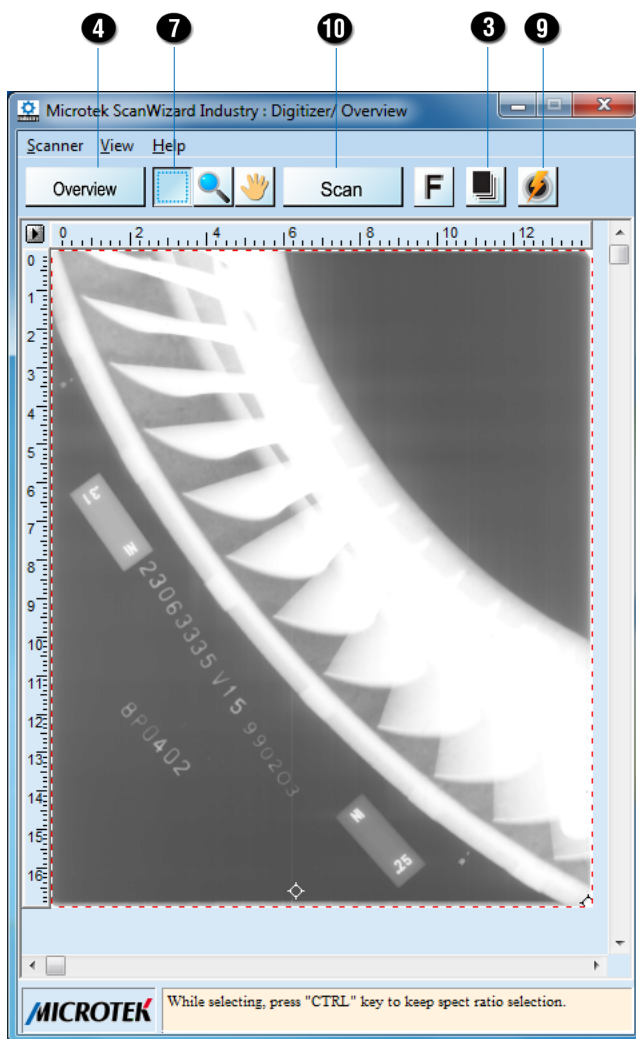 4 7 10 3 9
Microtek ScanWizard Industry : Digitizer/ Overview
Scanner View Help
Overview Scan F
0 2 4 6 8 10 12
0
1
2
3
4
5
6
7
8
9
10
11
12
13
14
15
16
31
IN
23063335 V15 990203
8P0402
IN
25
MICROTEK
While selecting, press "CTRL" key to keep spect ratio selection.